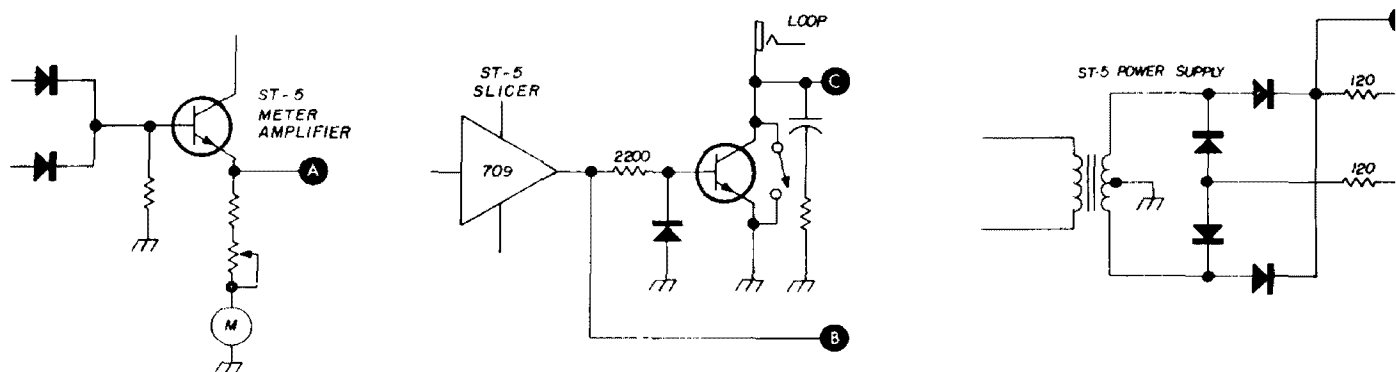 ST-5
METER
AMPLIFIER
A
M
ST-5
SLICER
709
2200
LOOP
C
B
ST-5 POWER SUPPLY
120
120